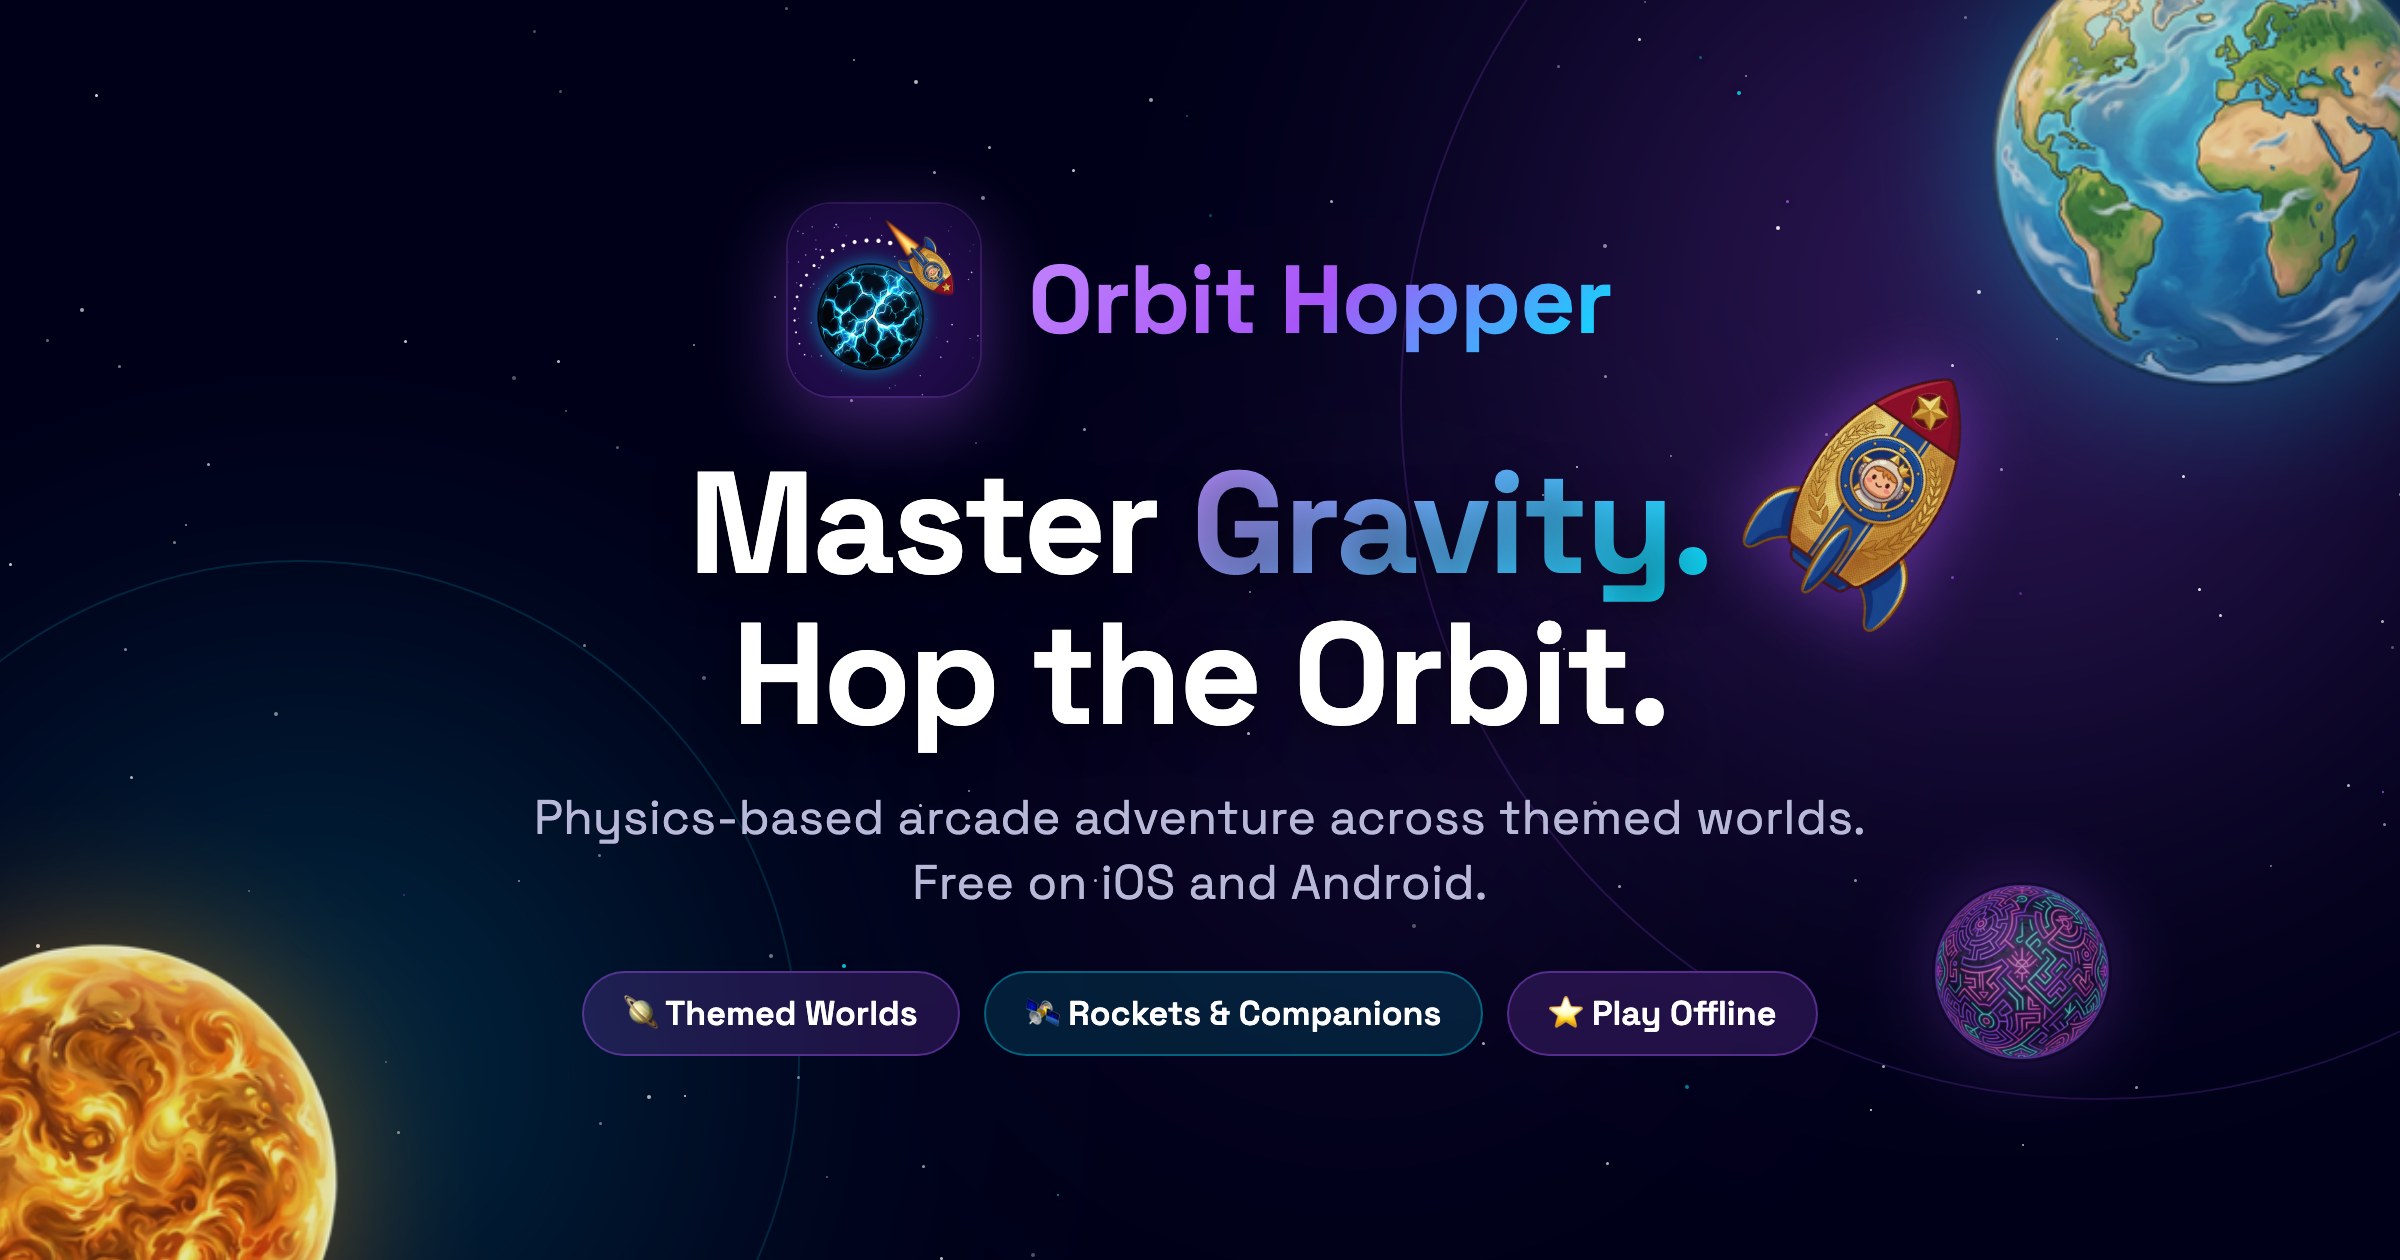 Orbit Hopper
Master Gravity.
Hop the Orbit.
Physics-based arcade adventure across themed worlds.
Free on iOS and Android.
🪐 Themed Worlds
🛰️ Rockets & Companions
⭐ Play Offline